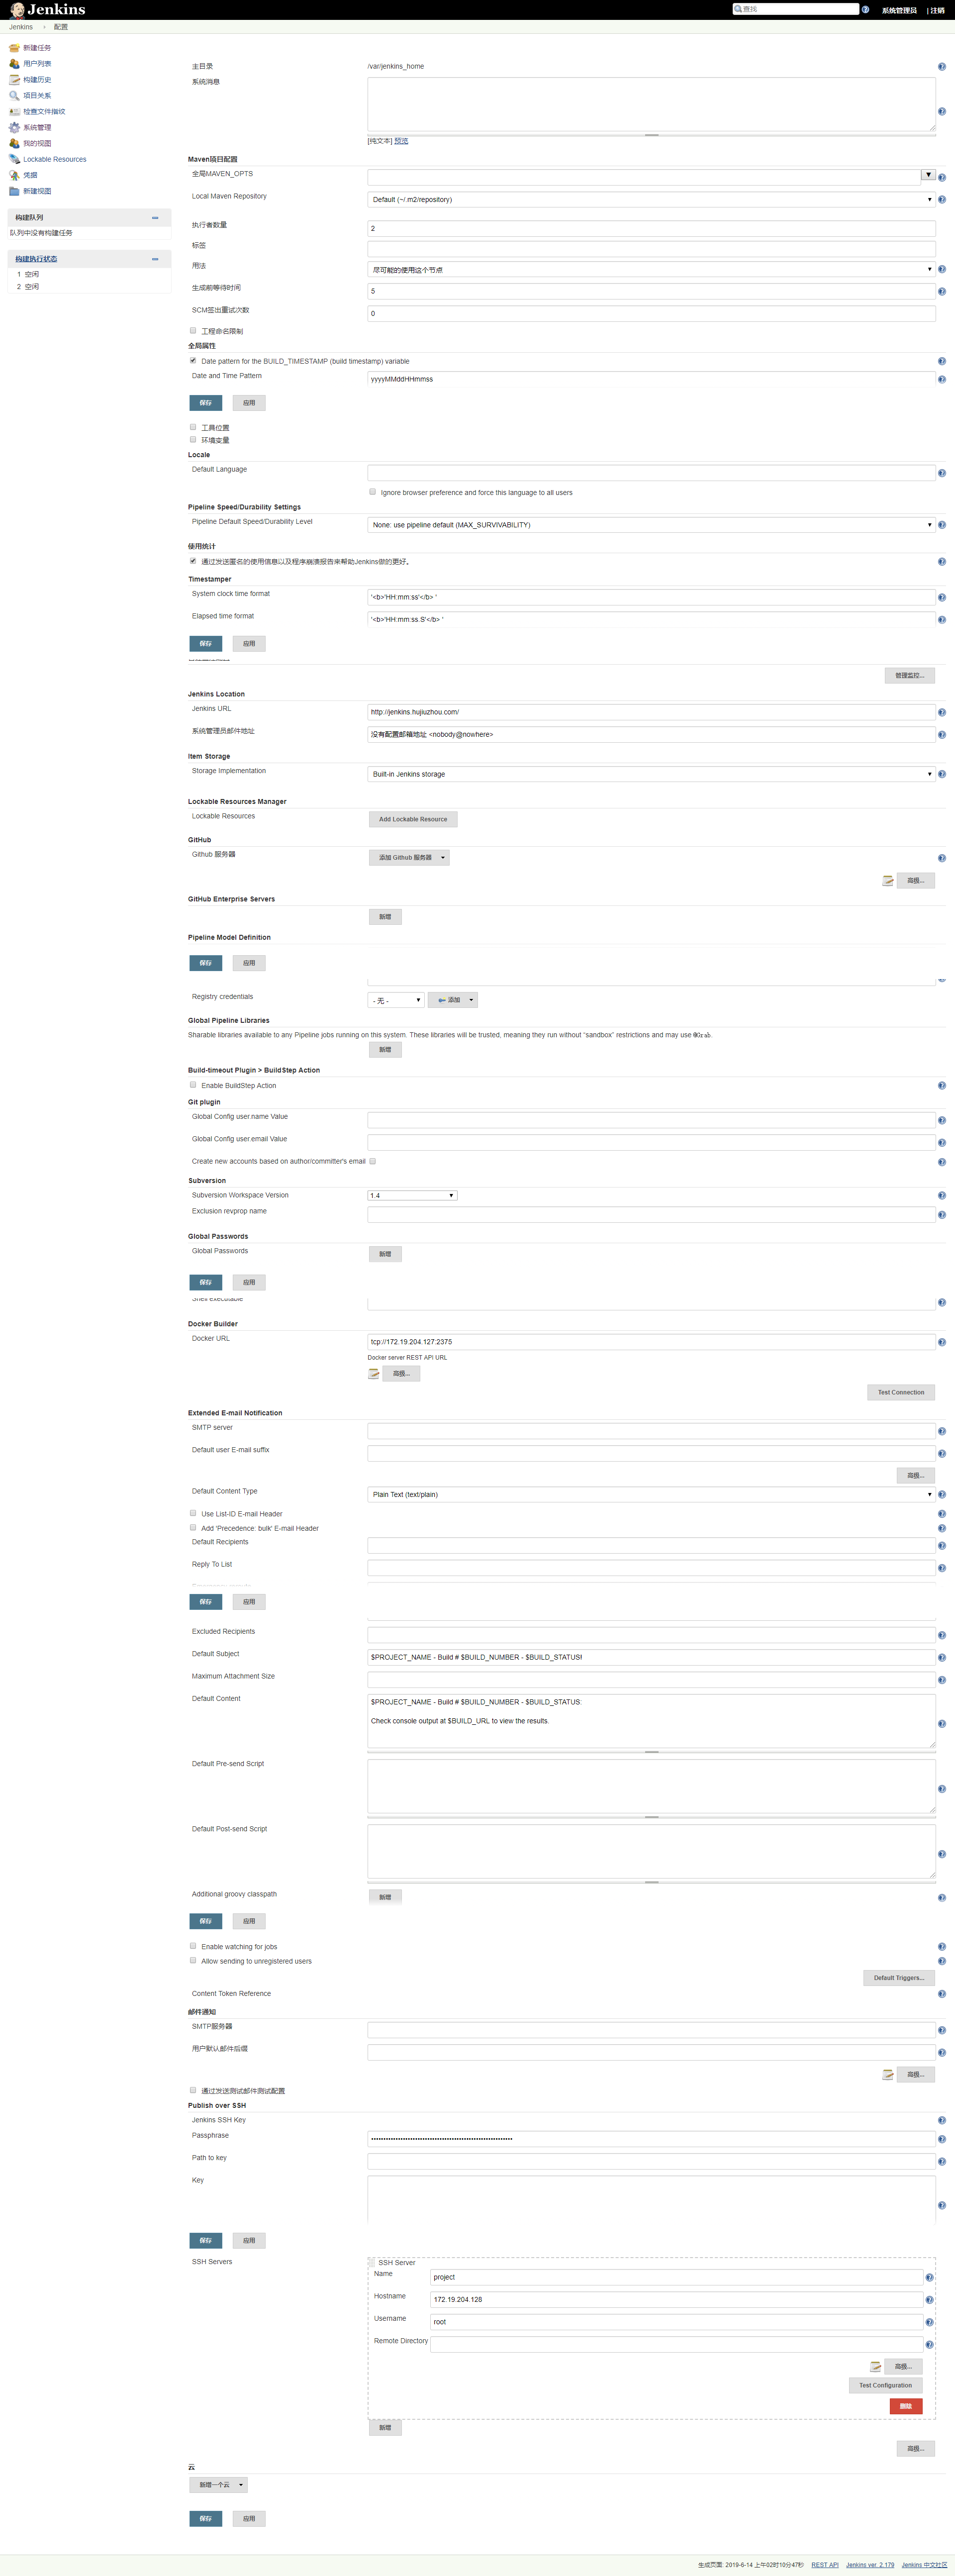 Jenkins
查找
系统管理员 | 注销
Jenkins › 配置
新建任务
用户列表
构建历史
项目关系
检查文件指纹
系统管理
我的视图
Lockable Resources
凭据
新建视图
构建队列
队列中没有构建任务
构建执行状态
1 空闲
2 空闲
主目录 /var/jenkins_home
系统消息
[纯文本] 预览
Maven项目配置
全局MAVEN_OPTS
Local Maven Repository Default (~/.m2/repository)
执行者数量 2
标签
用法 尽可能的使用这个节点
生成前等待时间 5
SCM签出重试次数 0
工程命名限制
全局属性
Date pattern for the BUILD_TIMESTAMP (build timestamp) variable
Date and Time Pattern yyyyMMddHHmmss
保存 应用
工具位置
环境变量
Locale
Default Language
Ignore browser preference and force this language to all users
Pipeline Speed/Durability Settings
Pipeline Default Speed/Durability Level None: use pipeline default (MAX_SURVIVABILITY)
使用统计
通过发送匿名的使用信息以及程序崩溃报告来帮助Jenkins做的更好。
Timestamper
System clock time format '<b>'HH:mm:ss'</b> '
Elapsed time format '<b>'HH:mm:ss.S'</b> '
保存 应用
管理监控...
Jenkins Location
Jenkins URL http://jenkins.hujiuzhou.com/
系统管理员邮件地址 没有配置邮箱地址 <nobody@nowhere>
Item Storage
Storage Implementation Built-in Jenkins storage
Lockable Resources Manager
Lockable Resources Add Lockable Resource
GitHub
Github 服务器 添加 Github 服务器
高级...
GitHub Enterprise Servers
新增
Pipeline Model Definition
保存 应用
Registry credentials - 无 - 添加
Global Pipeline Libraries
Sharable libraries available to any Pipeline jobs running on this system. These libraries will be trusted, meaning they run without “sandbox” restrictions and may use @Grab.
新增
Build-timeout Plugin > BuildStep Action
Enable BuildStep Action
Git plugin
Global Config user.name Value
Global Config user.email Value
Create new accounts based on author/committer's email
Subversion
Subversion Workspace Version 1.4
Exclusion revprop name
Global Passwords
Global Passwords 新增
保存 应用
Shell executable
Docker Builder
Docker URL tcp://172.19.204.127:2375
Docker server REST API URL
高级...
Test Connection
Extended E-mail Notification
SMTP server
Default user E-mail suffix
高级...
Default Content Type Plain Text (text/plain)
Use List-ID E-mail Header
Add 'Precedence: bulk' E-mail Header
Default Recipients
Reply To List
保存 应用
Excluded Recipients
Default Subject $PROJECT_NAME - Build # $BUILD_NUMBER - $BUILD_STATUS!
Maximum Attachment Size
Default Content $PROJECT_NAME - Build # $BUILD_NUMBER - $BUILD_STATUS:
Check console output at $BUILD_URL to view the results.
Default Pre-send Script
Default Post-send Script
Additional groovy classpath 新增
保存 应用
Enable watching for jobs
Allow sending to unregistered users
Default Triggers...
Content Token Reference
邮件通知
SMTP服务器
用户默认邮件后缀
高级...
通过发送测试邮件测试配置
Publish over SSH
Jenkins SSH Key
Passphrase
Path to key
Key
保存 应用
SSH Servers SSH Server
Name project
Hostname 172.19.204.128
Username root
Remote Directory
高级...
Test Configuration
删除
新增
高级...
云
新增一个云
保存 应用
生成页面: 2019-6-14 上午02时10分47秒 REST API Jenkins ver. 2.179 Jenkins 中文社区